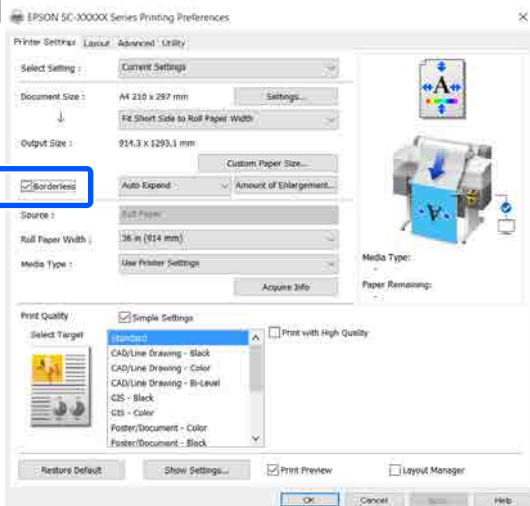 EPSON SC-XXXXX Series Printing Preferences
Printer Settings Layout Advanced Utility
Select Setting : Current Settings
Document Size : A4 210 x 297 mm Settings...
Fit Short Side to Roll Paper Width
Output Size : 914.3 x 1293.1 mm
Custom Paper Size...
Borderless Auto Expand Amount of Enlargement...
Source : Roll Paper
Roll Paper Width : 36 in (914 mm)
Media Type : Use Printer Settings
Acquire Info
Media Type:
-
Paper Remaining:
-
Print Quality Simple Settings
Select Target Standard Print with High Quality
CAD/Line Drawing - Black
CAD/Line Drawing - Color
CAD/Line Drawing - Bi-Level
GIS - Black
GIS - Color
Poster/Document - Color
Poster/Document - Black
Restore Default Show Settings... Print Preview Layout Manager
OK Cancel Help